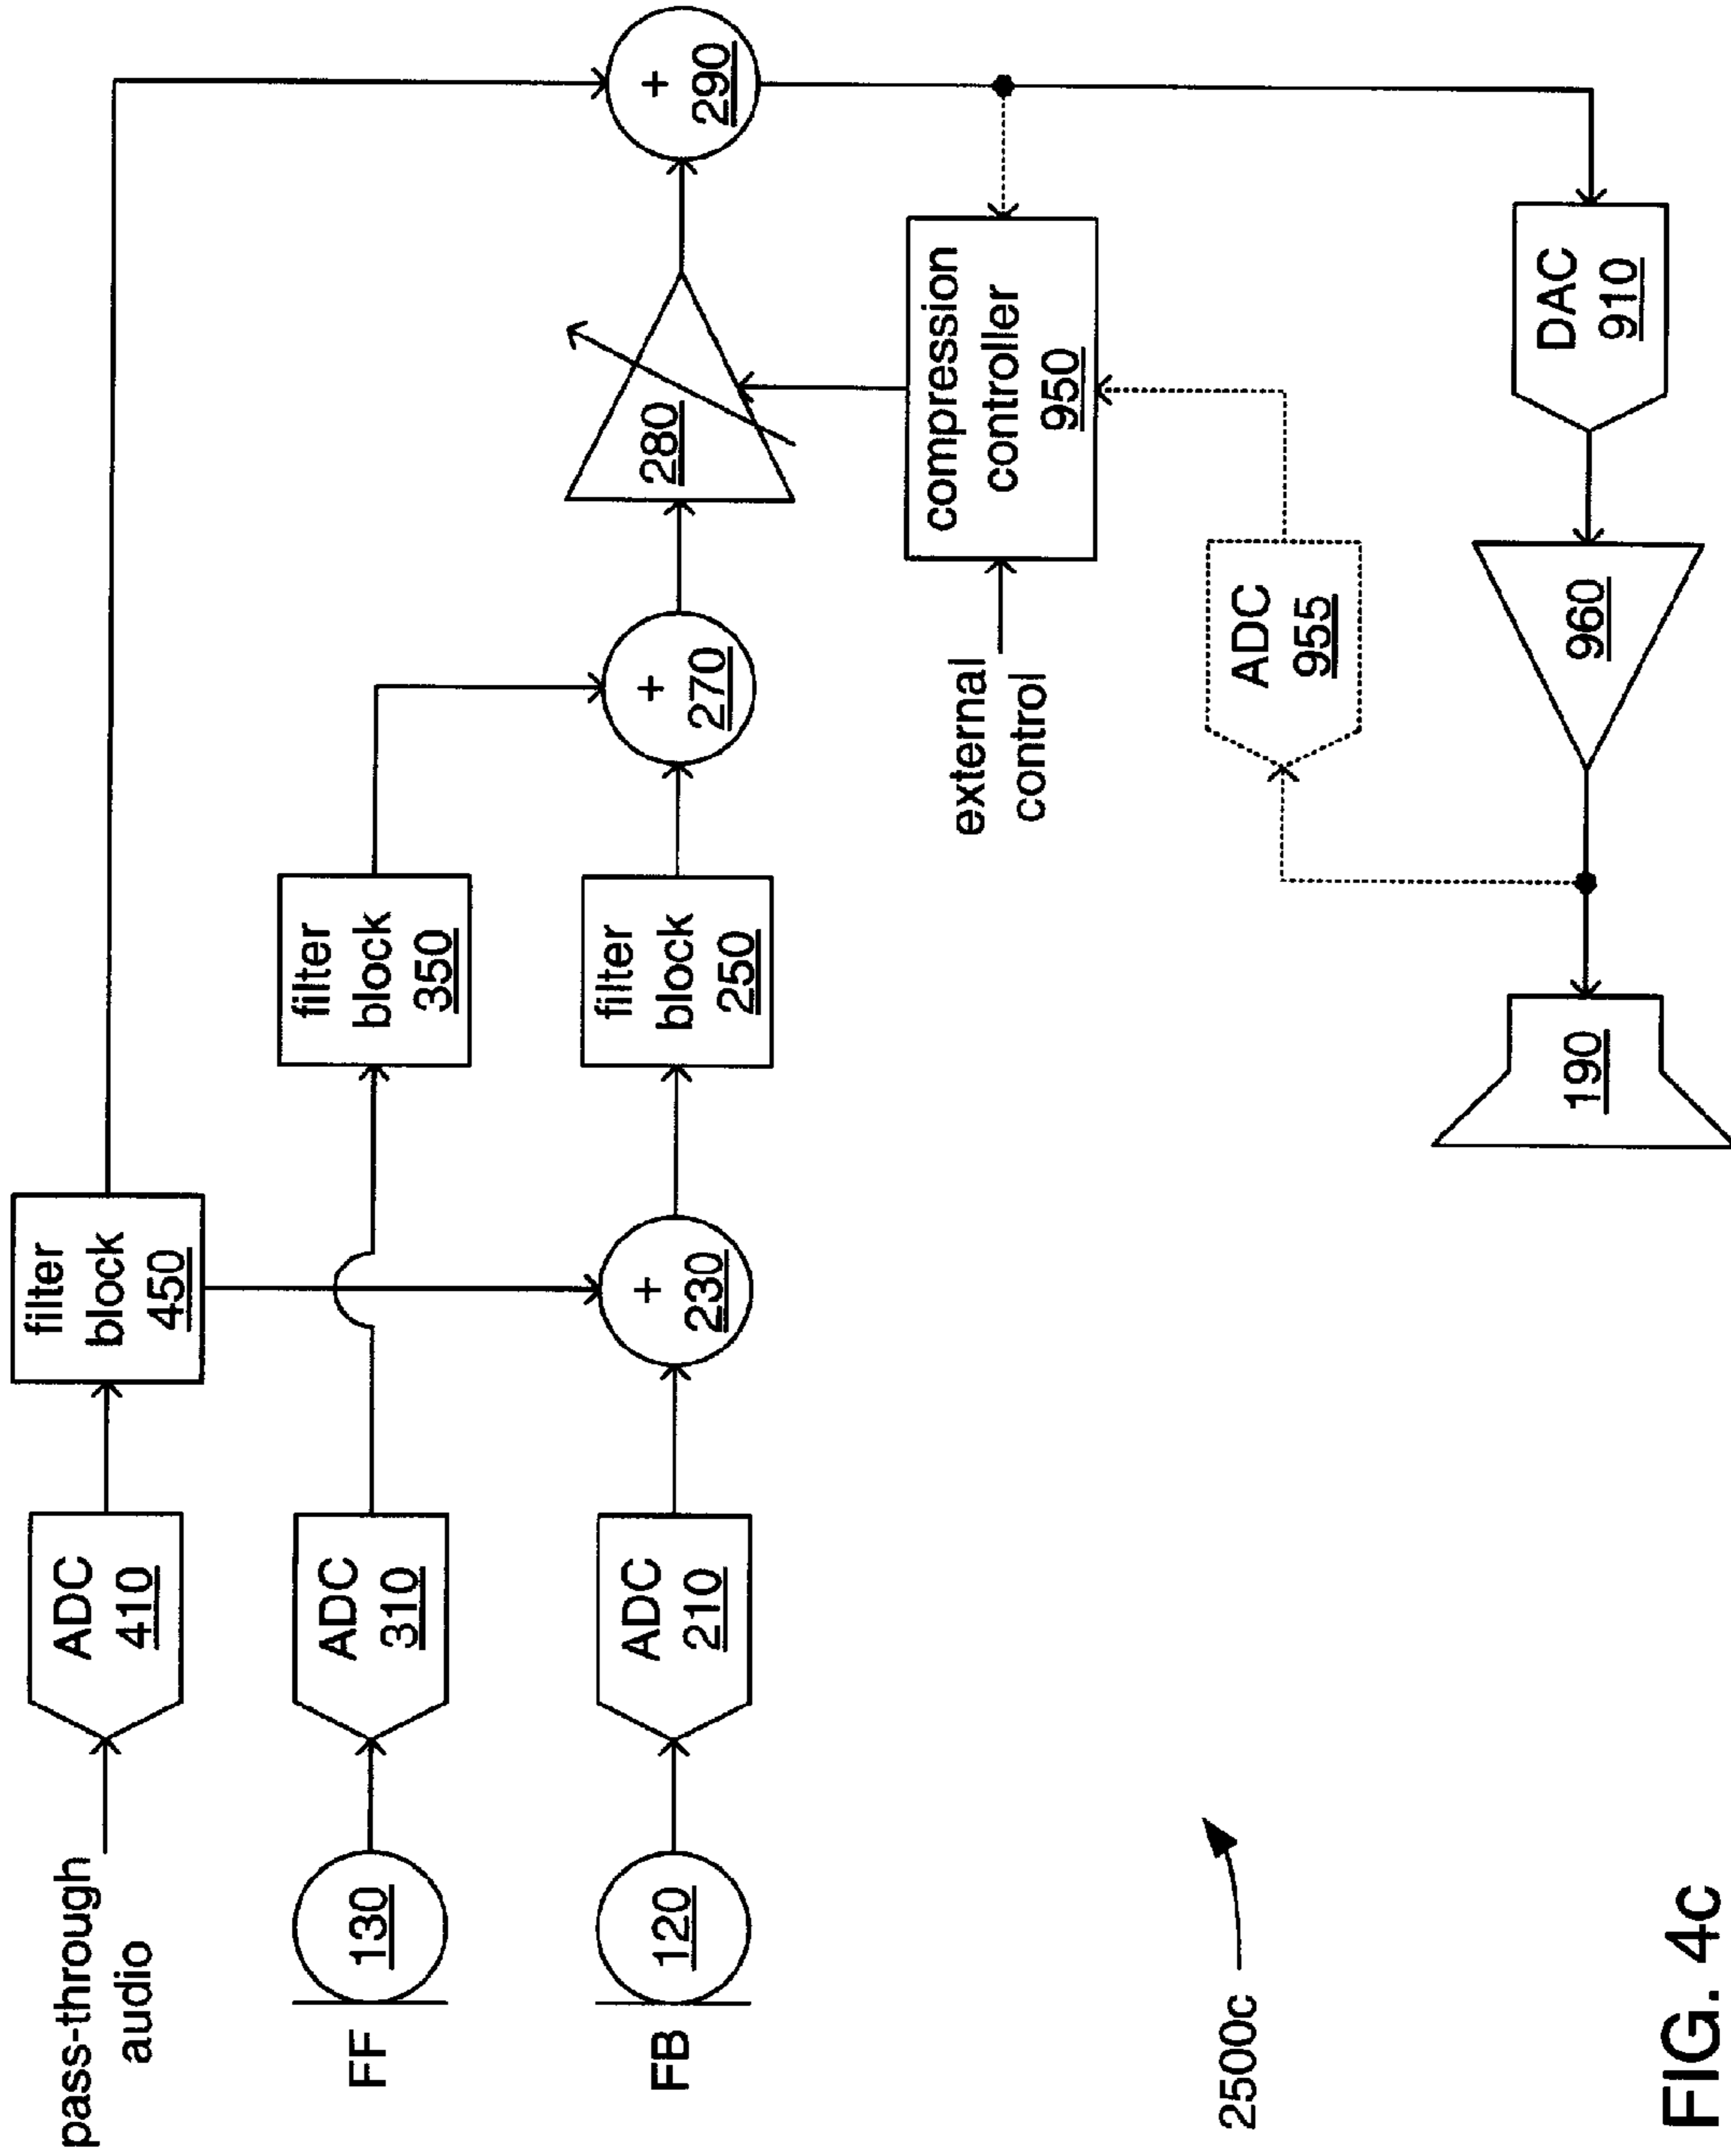 pass-through
audio
ADC
410
filter
block
450
FF
130
ADC
310
filter
block
350
FB
120
ADC
210
+
230
filter
block
250
+
270
280
+
290
external
control
compression
controller
950
ADC
955
190
960
DAC
910
2500c
FIG. 4c